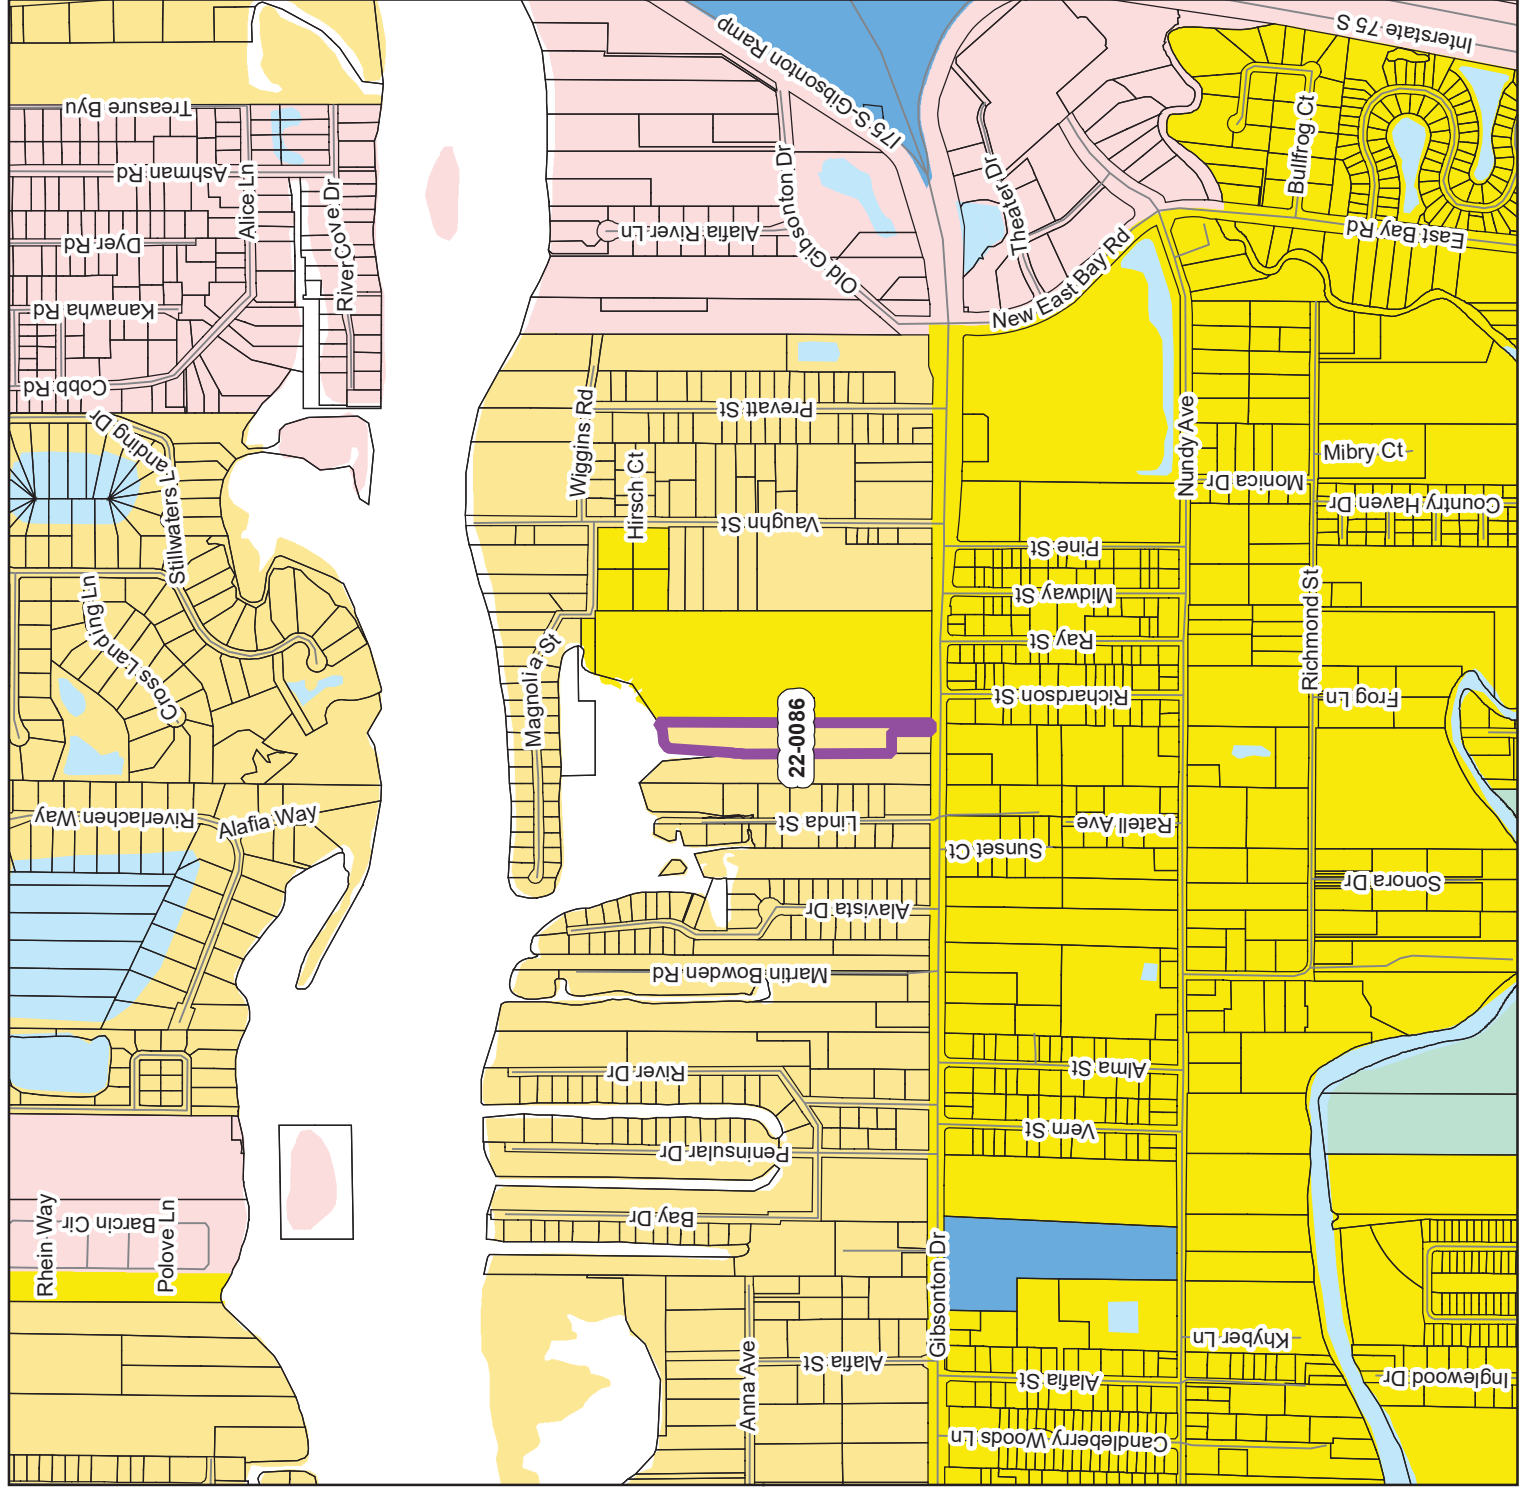 Interstate 75 S
I75 S-Gibsonton Ramp
Treasure Byu
Bullfrog Ct
Ashman Rd
Alice Ln
River Cove Dr
Old Gibsonton Dr
Theater Dr
Alafia River Ln
East Bay Rd
Dyer Rd
New East Bay Rd
Kanawha Rd
Cobb Rd
Landing Dr
Prevatt St
Wiggins Rd
Nundy Ave
Hirsch Ct
Mibry Ct
Monica Dr
Country Haven Dr
Vaughn St
Stillwaters
Pine St
Midway St
Cross Landing Ln
Richmond St
Ray St
Magnolia St
Richardson St
Frog Ln
22-0086
Riverlachen Way
Alafia Way
Linda St
Ratell Ave
Sunset Ct
Sonora Dr
Alavista Dr
Martin Bowden Rd
River Dr
Alma St
Vern St
Peninsular Dr
Rhein Way
Barcin Cir
Polove Ln
Bay Dr
Gibsonton Dr
Khyber Ln
Anna Ave
Alafia St
Alafia St
Inglewood Dr
Candleberry Woods Ln